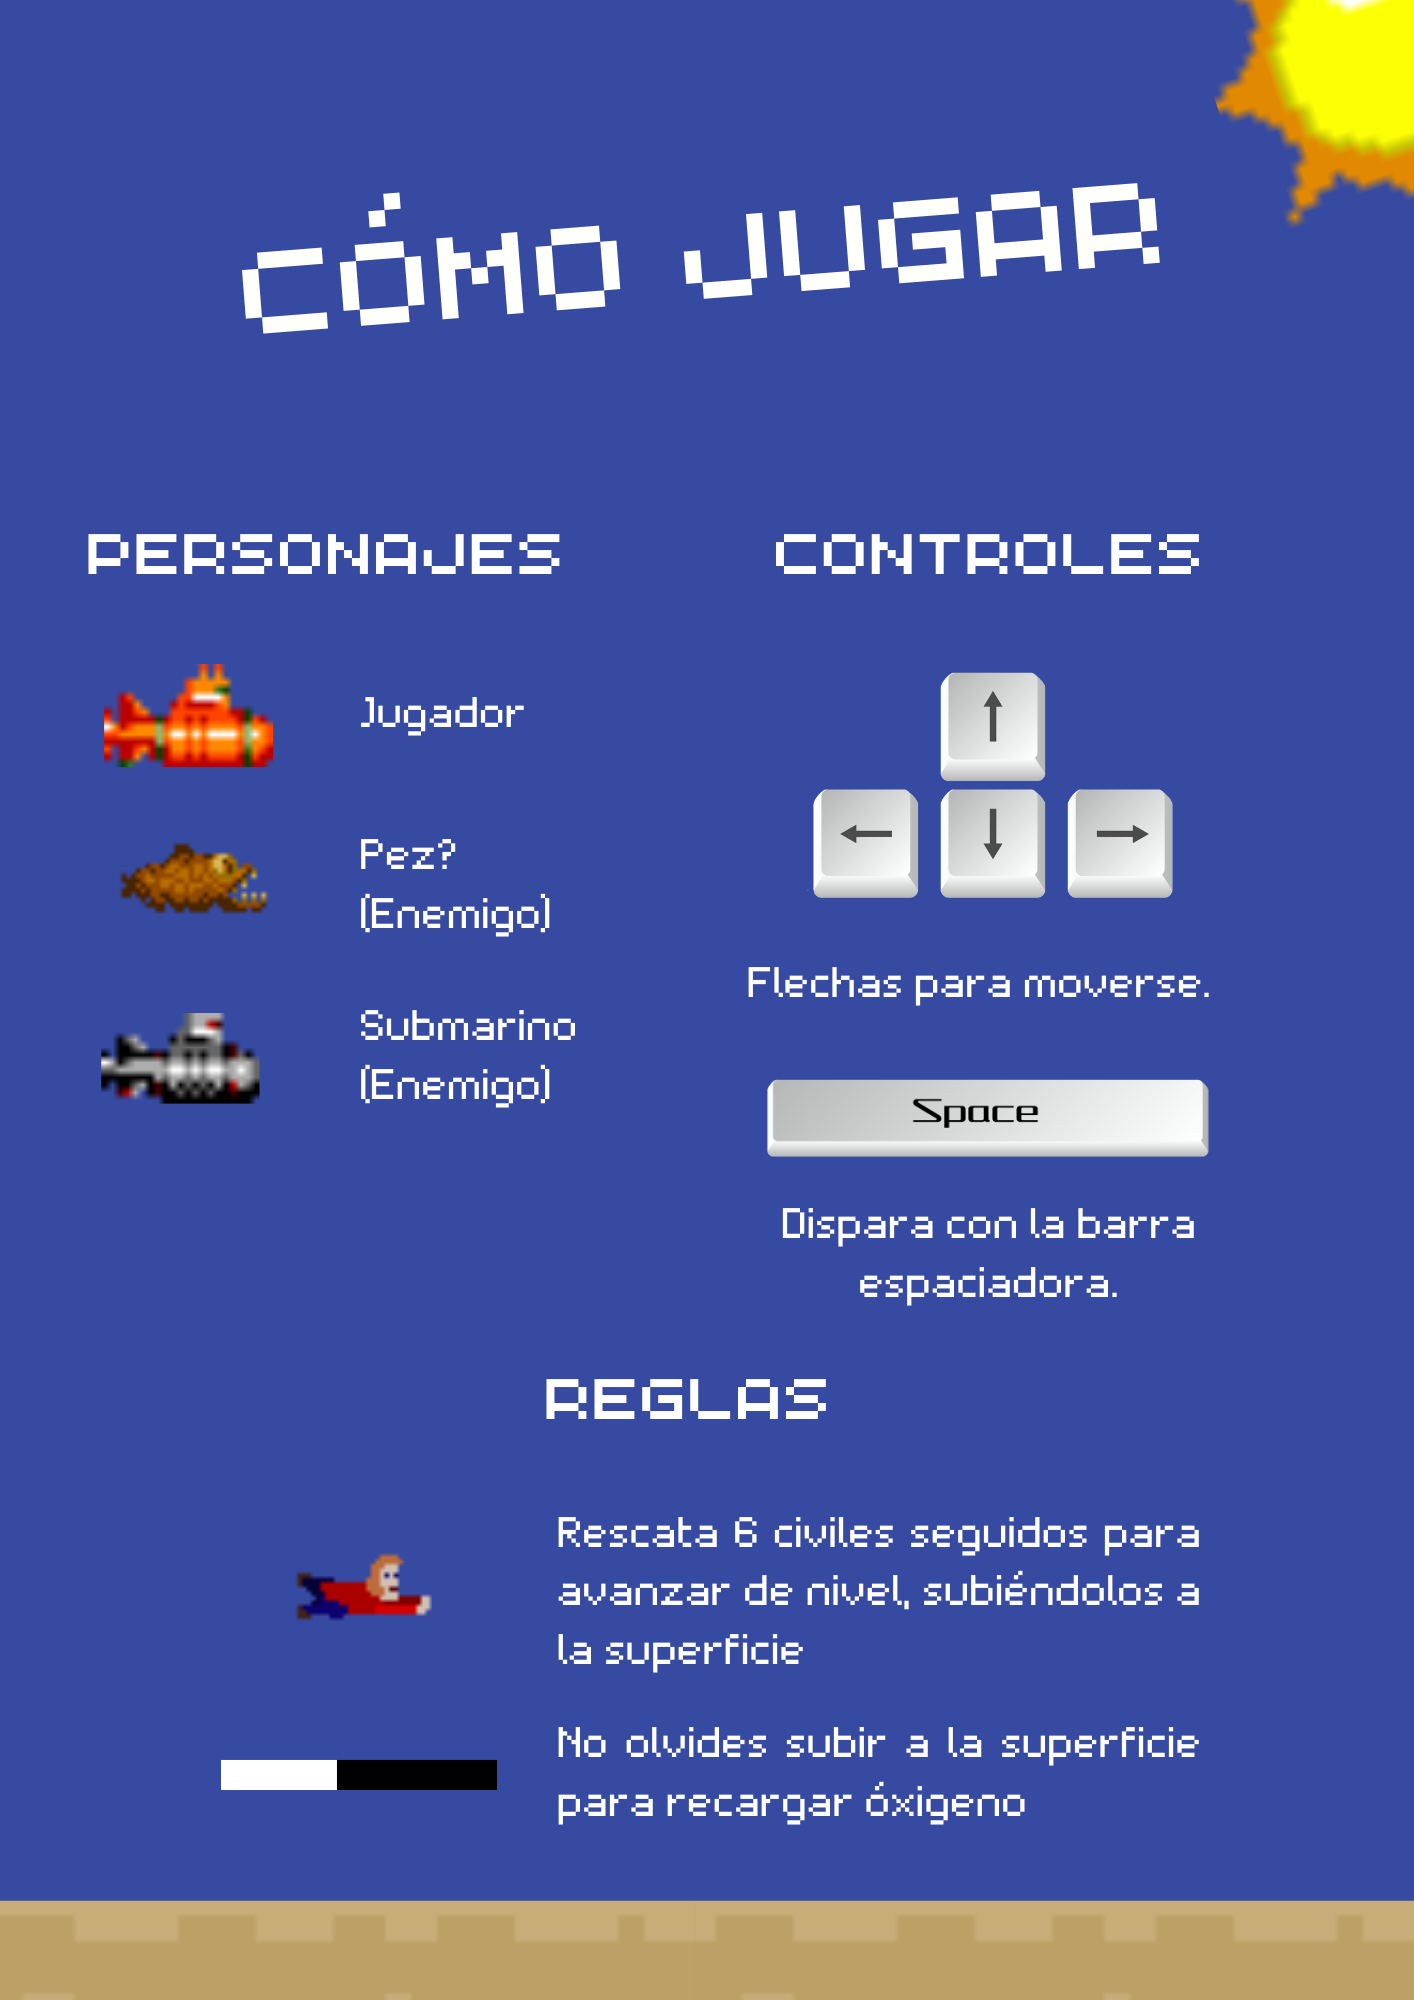 CÓMO JUGAR
PERSONAJES
Jugador
Pez?
(Enemigo)
Submarino
(Enemigo)
CONTROLES
↑
← ↓ →
Flechas para moverse.
Space
Dispara con la barra
espaciadora.
REGLAS
Rescata 6 civiles seguidos para
avanzar de nivel, subiéndolos a
la superficie
No olvides subir a la superficie
para recargar óxigeno